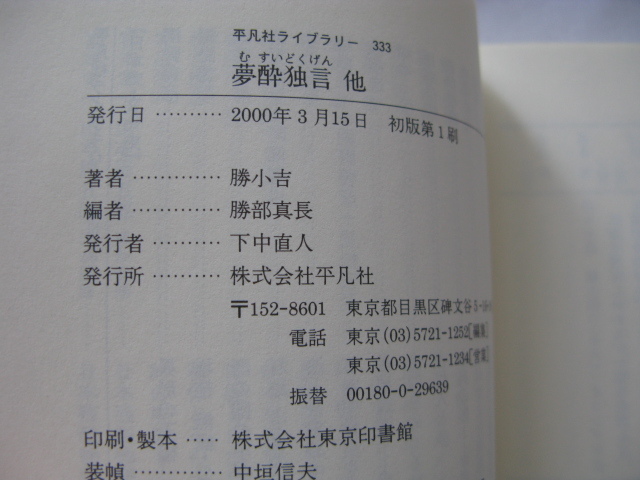 平凡社ライブラリー 333
むすいどくげん
夢酔独言 他
発行日 ………… 2000年3月15日 初版第1刷
著者 ………… 勝小吉
編者 ………… 勝部真長
発行者 ………… 下中直人
発行所 ………… 株式会社平凡社
〒152-8601 東京都目黒区碑文谷
電話 東京(03)5721-1252[編集]
東京(03)5721-1234[営業]
振替 00180-0-29639
印刷・製本 …… 株式会社東京印書館
装幀 ………… 中垣信夫